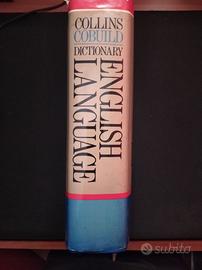 COLLINS
COBUILD
DICTIONARY
ENGLISH
LANGUAGE
subito